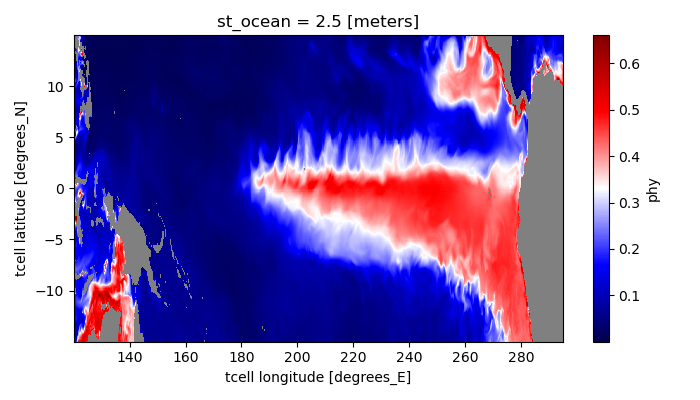 st_ocean = 2.5 [meters]
10
5
0
−5
−10
tcell latitude [degrees_N]
140 160 180 200 220 240 260 280
tcell longitude [degrees_E]
0.6
0.5
0.4
0.3
0.2
0.1
phy